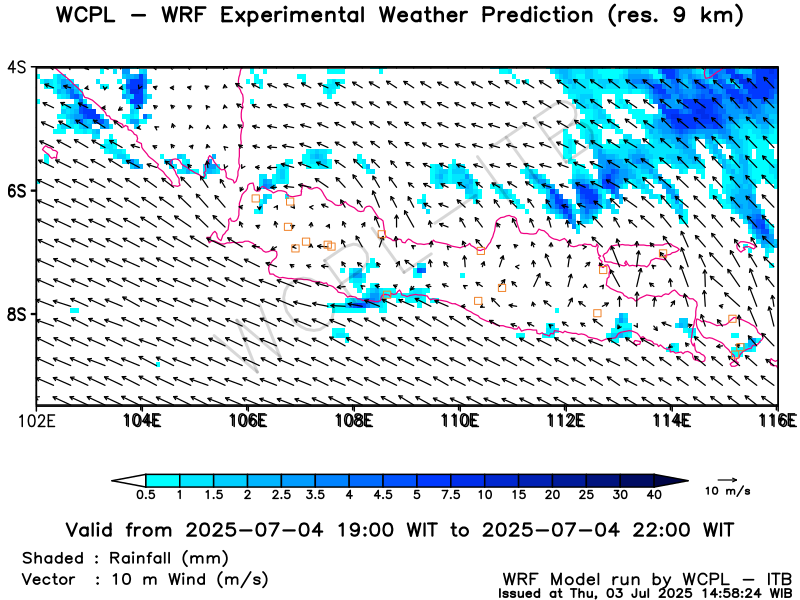 WCPL – WRF Experimental Weather Prediction (res. 9 km)
4S
6S
8S
WCPL-ITB
102E 104E 106E 108E 110E 112E 114E 116E
0.5 1 1.5 2 2.5 3.5 4 4.5 5 7.5 10 15 20 25 30 40
10 m/s
Valid from 2025-07-04 19:00 WIT to 2025-07-04 22:00 WIT
Shaded : Rainfall (mm)
Vector : 10 m Wind (m/s)
WRF Model run by WCPL – ITB
Issued at Thu, 03 Jul 2025 14:58:24 WIB